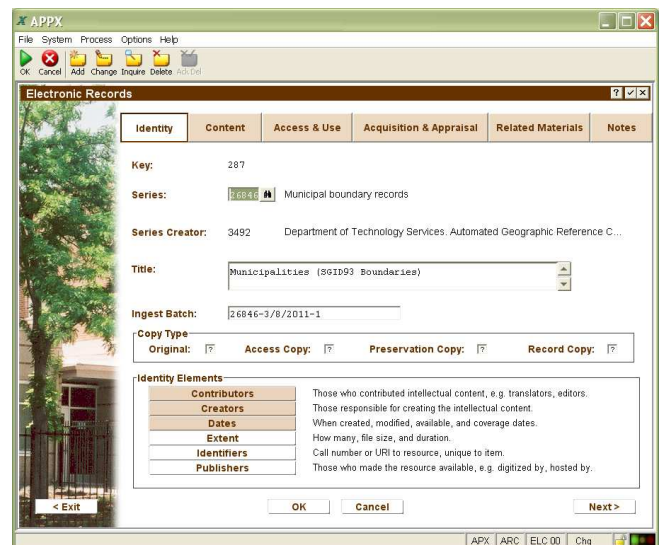 X APPX
File System Process Options Help
OK Cancel Add Change Inquire Delete Ack Del
Electronic Records ?
Identity Content Access & Use Acquisition & Appraisal Related Materials Notes
Key: 287
Series: 26846 Municipal boundary records
Series Creator: 3492 Department of Technology Services. Automated Geographic Reference C...
Title: Municipalities (SGID93 Boundaries)
Ingest Batch: 26846-3/8/2011-1
Copy Type
Original: ? Access Copy: ? Preservation Copy: ? Record Copy: ?
Identity Elements
Contributors Those who contributed intellectual content, e.g. translators, editors.
Creators Those responsible for creating the intellectual content.
Dates When created, modified, available, and coverage dates.
Extent How many, file size, and duration.
Identifiers Call number or URI to resource, unique to item.
Publishers Those who made the resource available, e.g. digitized by, hosted by.
< Exit OK Cancel Next >
APX ARC ELC 00 Chg